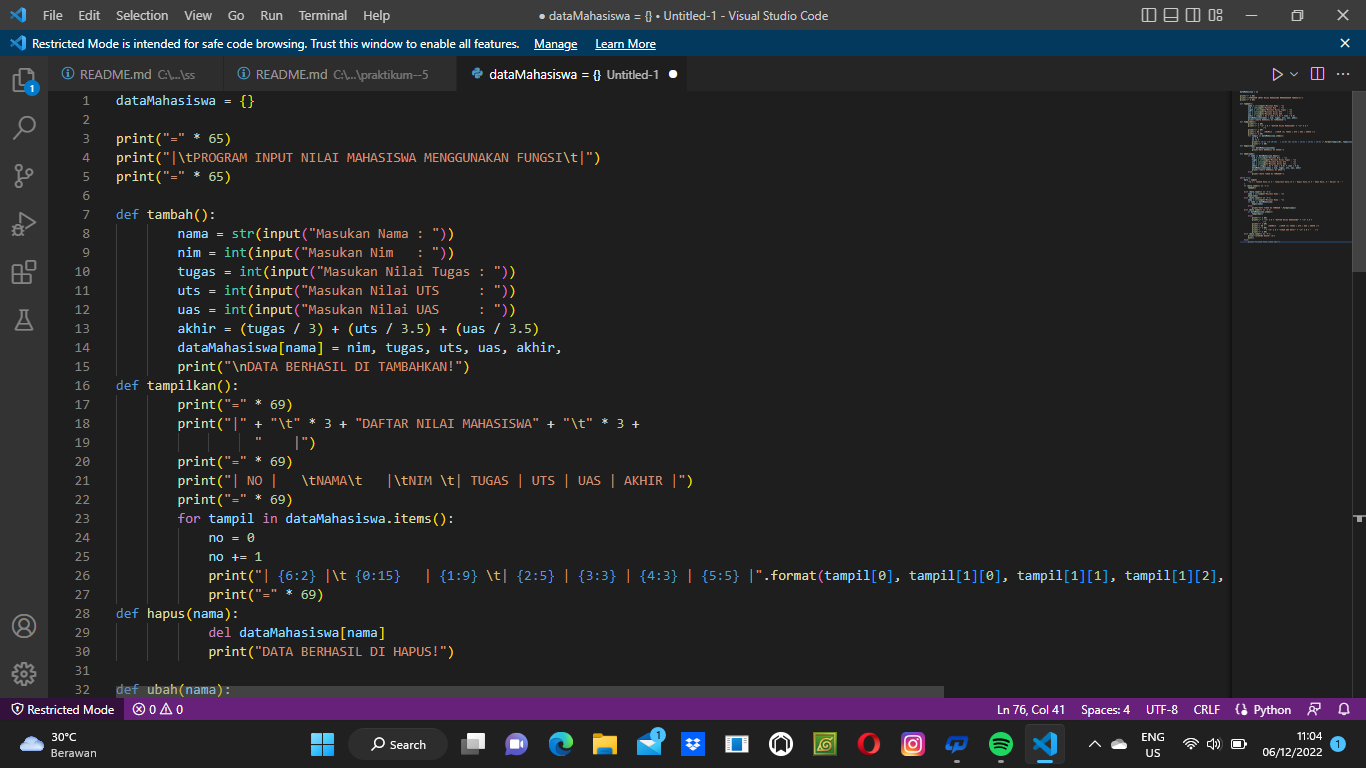 File Edit Selection View Go Run Terminal Help
● dataMahasiswa = {} • Untitled-1 - Visual Studio Code
Restricted Mode is intended for safe code browsing. Trust this window to enable all features. Manage Learn More
README.md C:\...\ss
README.md C:\...\praktikum--5
dataMahasiswa = {} Untitled-1 ●
1 dataMahasiswa = {}
2
3 print("=" * 65)
4 print("|\tPROGRAM INPUT NILAI MAHASISWA MENGGUNAKAN FUNGSI\t|")
5 print("=" * 65)
6
7 def tambah():
8 nama = str(input("Masukan Nama : "))
9 nim = int(input("Masukan Nim   : "))
10 tugas = int(input("Masukan Nilai Tugas : "))
11 uts = int(input("Masukan Nilai UTS     : "))
12 uas = int(input("Masukan Nilai UAS     : "))
13 akhir = (tugas / 3) + (uts / 3.5) + (uas / 3.5)
14 dataMahasiswa[nama] = nim, tugas, uts, uas, akhir,
15 print("\nDATA BERHASIL DI TAMBAHKAN!")
16 def tampilkan():
17 print("=" * 69)
18 print("|" + "\t" * 3 + "DAFTAR NILAI MAHASISWA" + "\t" * 3 +
19 "    |")
20 print("=" * 69)
21 print("| NO |   \tNAMA\t   |\tNIM \t| TUGAS | UTS | UAS | AKHIR |")
22 print("=" * 69)
23 for tampil in dataMahasiswa.items():
24 no = 0
25 no += 1
26 print("| {6:2} |\t {0:15}   | {1:9} \t| {2:5} | {3:3} | {4:3} | {5:5} |".format(tampil[0], tampil[1][0], tampil[1][1], tampil[1][2],
27 print("=" * 69)
28 def hapus(nama):
29 del dataMahasiswa[nama]
30 print("DATA BERHASIL DI HAPUS!")
31
32 def ubah(nama):
Restricted Mode 0 0 Ln 76, Col 41 Spaces: 4 UTF-8 CRLF Python
30°C
Berawan
Search
1
ENG
US
11:04
06/12/2022
1